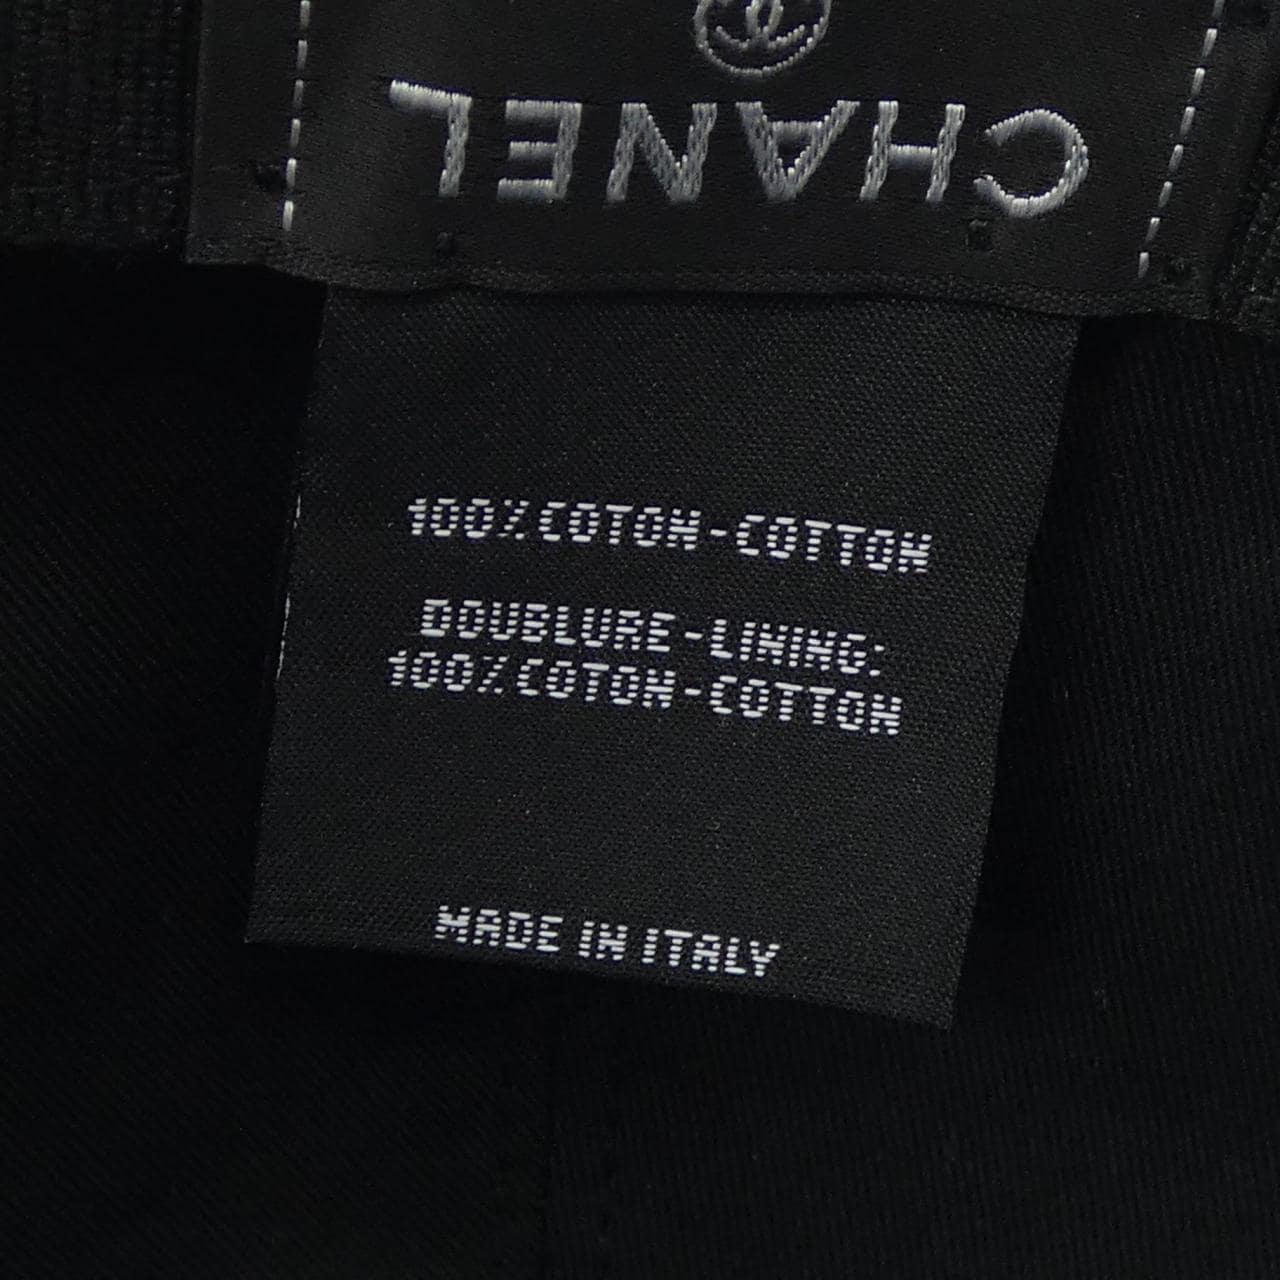 CHANEL
100%COTON-COTTON
DOUBLURE-LINING:
100%COTON-COTTON
MADE IN ITALY